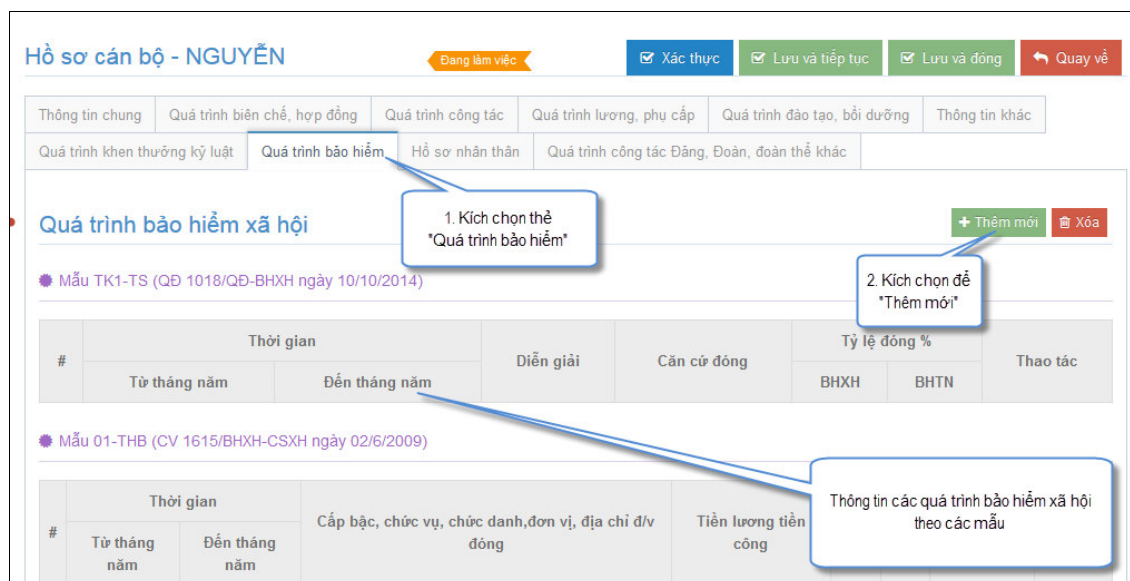 Hồ sơ cán bộ - NGUYỄN
Đang làm việc
Xác thực
Lưu và tiếp tục
Lưu và đóng
Quay về
Thông tin chung
Quá trình biên chế, hợp đồng
Quá trình công tác
Quá trình lương, phụ cấp
Quá trình đào tạo, bồi dưỡng
Thông tin khác
Quá trình khen thưởng kỷ luật
Quá trình bảo hiểm
Hồ sơ nhân thân
Quá trình công tác Đảng, Đoàn, đoàn thể khác
1. Kích chọn thẻ
"Quá trình bảo hiểm"
Quá trình bảo hiểm xã hội
Thêm mới
Xóa
2. Kích chọn để
"Thêm mới"
Mẫu TK1-TS (QĐ 1018/QĐ-BHXH ngày 10/10/2014)
#
Thời gian
Diễn giải
Căn cứ đóng
Tỷ lệ đóng %
Thao tác
Từ tháng năm
Đến tháng năm
BHXH
BHTN
Mẫu 01-THB (CV 1615/BHXH-CSXH ngày 02/6/2009)
Thông tin các quá trình bảo hiểm xã hội
theo các mẫu
#
Thời gian
Cấp bậc, chức vụ, chức danh,đơn vị, địa chỉ đ/v
đóng
Tiền lương tiền
công
Từ tháng
năm
Đến tháng
năm